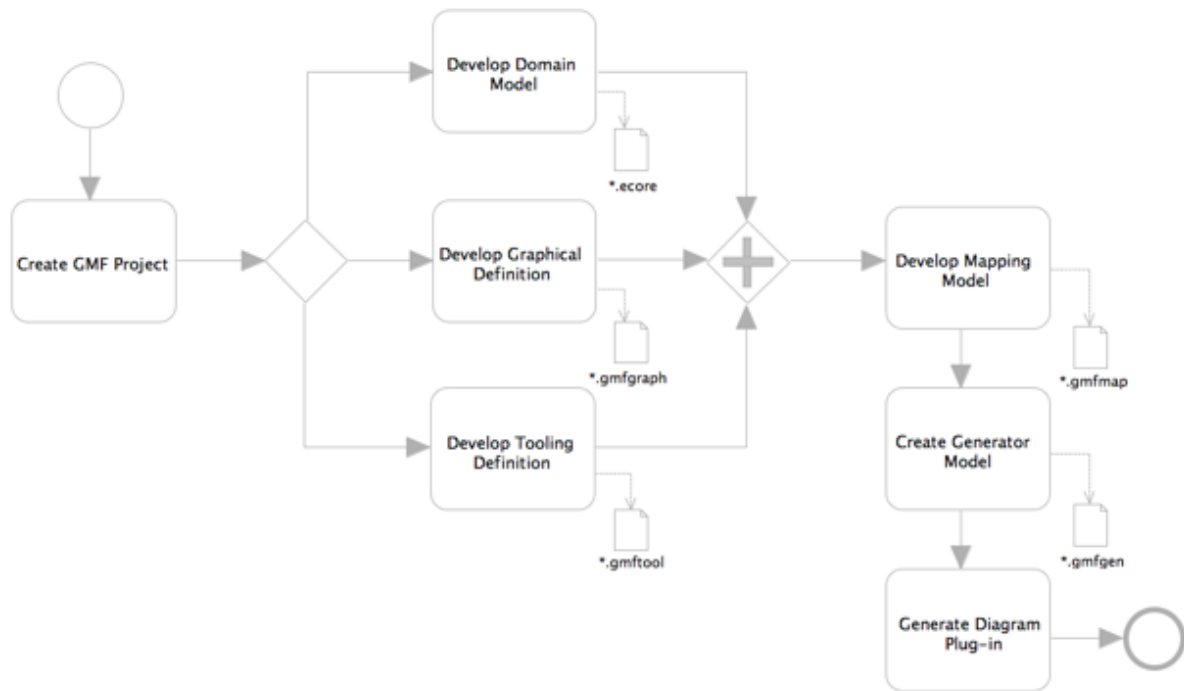 Develop Domain
Model
*.ecore
Create GMF Project
Develop Graphical
Definition
*.gmfgraph
Develop Tooling
Definition
*.gmftool
Develop Mapping
Model
*.gmfmap
Create Generator
Model
*.gmfgen
Generate Diagram
Plug-in